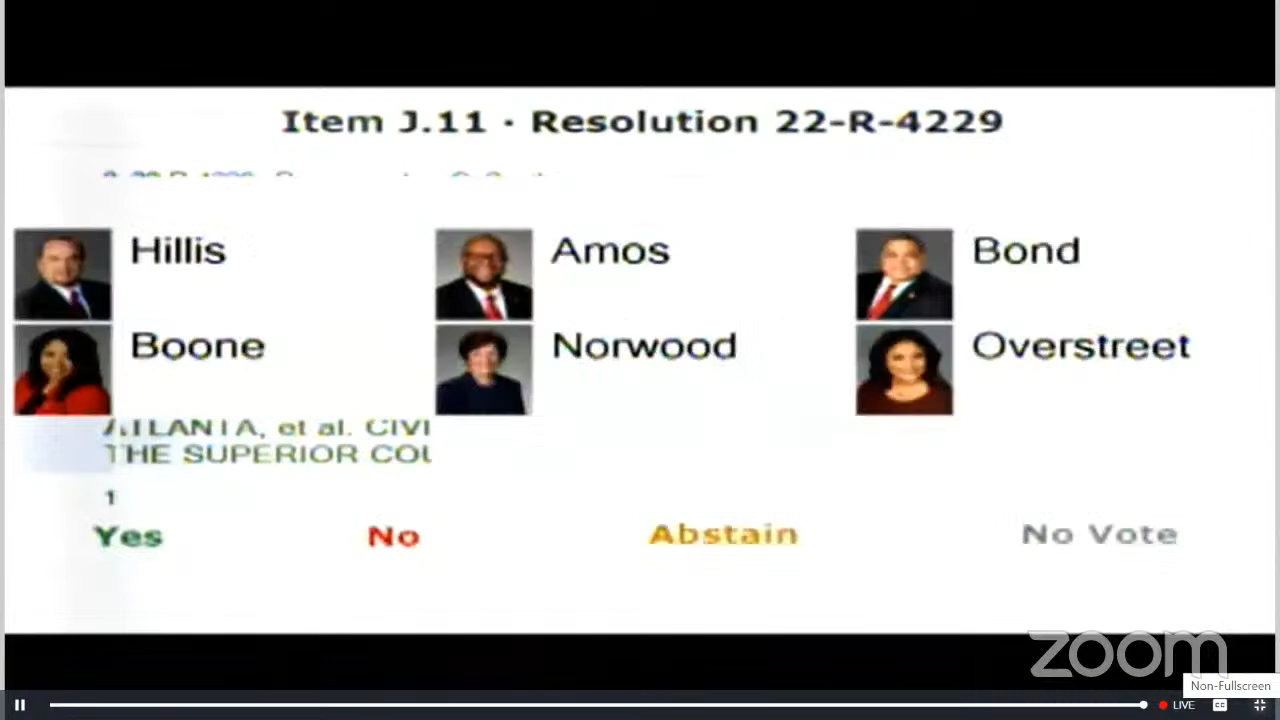 Item J.11 · Resolution 22-R-4229
Hillis
Amos
Bond
Boone
Norwood
Overstreet
ATLANTA, et al. CIVI
THE SUPERIOR COU
1
Yes
No
Abstain
No Vote
zoom
Non-Fullscreen
LIVE
CC